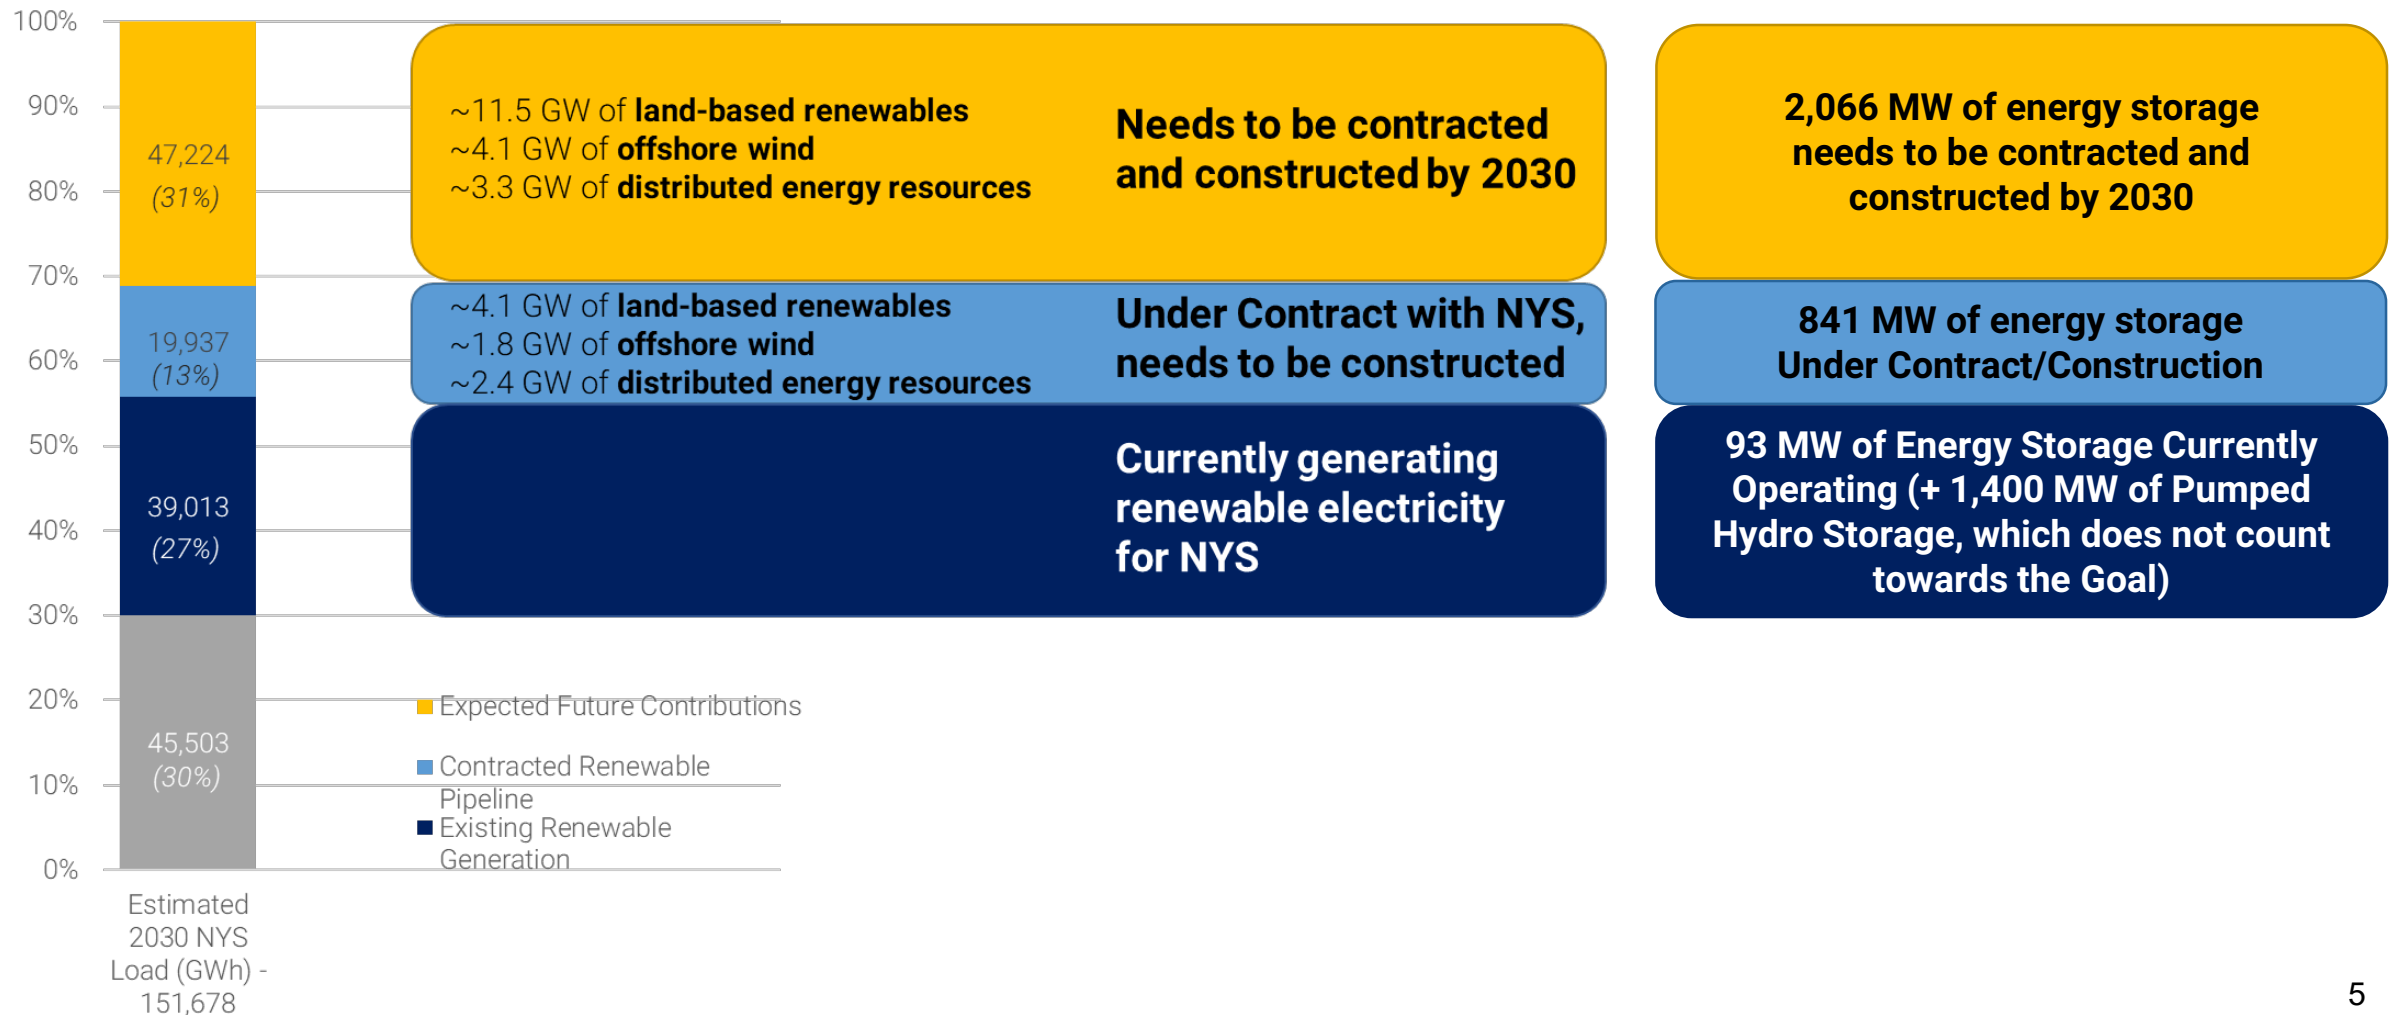 100%
90%
80%
70%
60%
50%
40%
30%
20%
10%
0%
47,224
(31%)
19,937
(13%)
39,013
(27%)
45,503
(30%)
Estimated
2030 NYS
Load (GWh) -
151,678
~11.5 GW of land-based renewables
~4.1 GW of offshore wind
~3.3 GW of distributed energy resources
Needs to be contracted
and constructed by 2030
2,066 MW of energy storage
needs to be contracted and
constructed by 2030
~4.1 GW of land-based renewables
~1.8 GW of offshore wind
~2.4 GW of distributed energy resources
Under Contract with NYS,
needs to be constructed
841 MW of energy storage
Under Contract/Construction
Currently generating
renewable electricity
for NYS
93 MW of Energy Storage Currently
Operating (+ 1,400 MW of Pumped
Hydro Storage, which does not count
towards the Goal)
Expected Future Contributions
Contracted Renewable
Pipeline
Existing Renewable
Generation
5